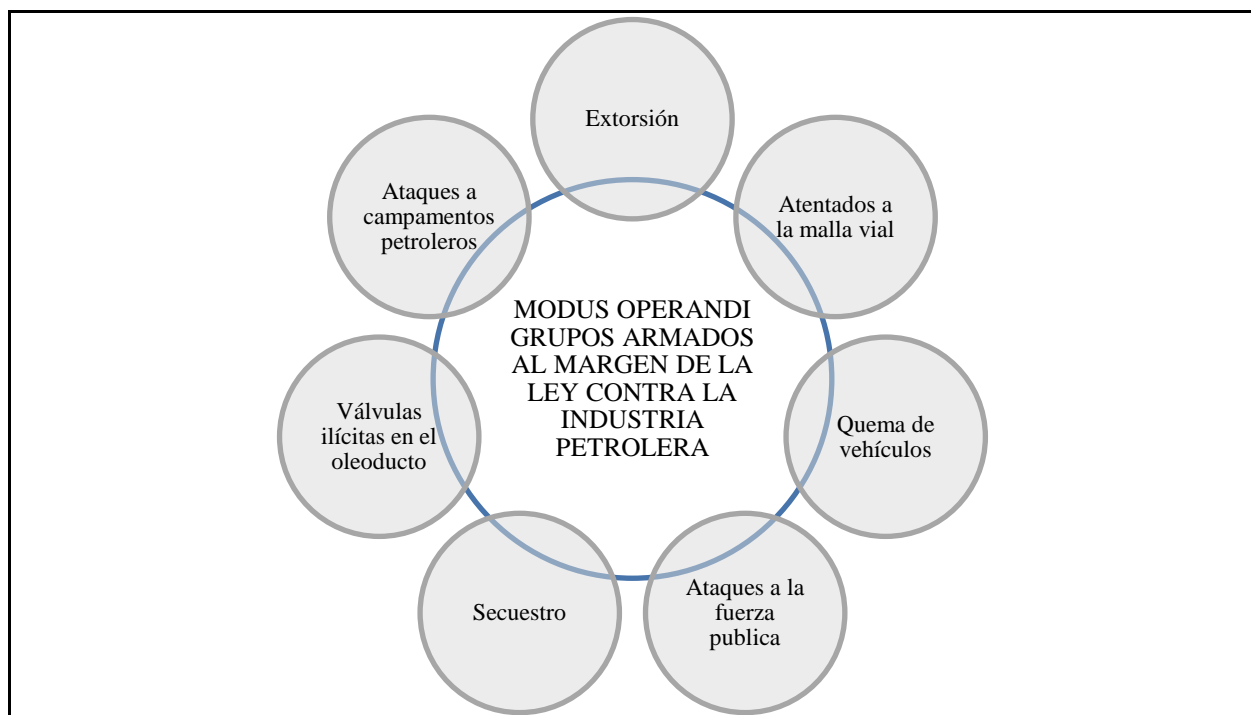 Extorsión
Atentados a
la malla vial
Quema de
vehículos
Ataques a la
fuerza
publica
Secuestro
Válvulas
ilícitas en el
oleoducto
Ataques a
campamentos
petroleros
MODUS OPERANDI
GRUPOS ARMADOS
AL MARGEN DE LA
LEY CONTRA LA
INDUSTRIA
PETROLERA